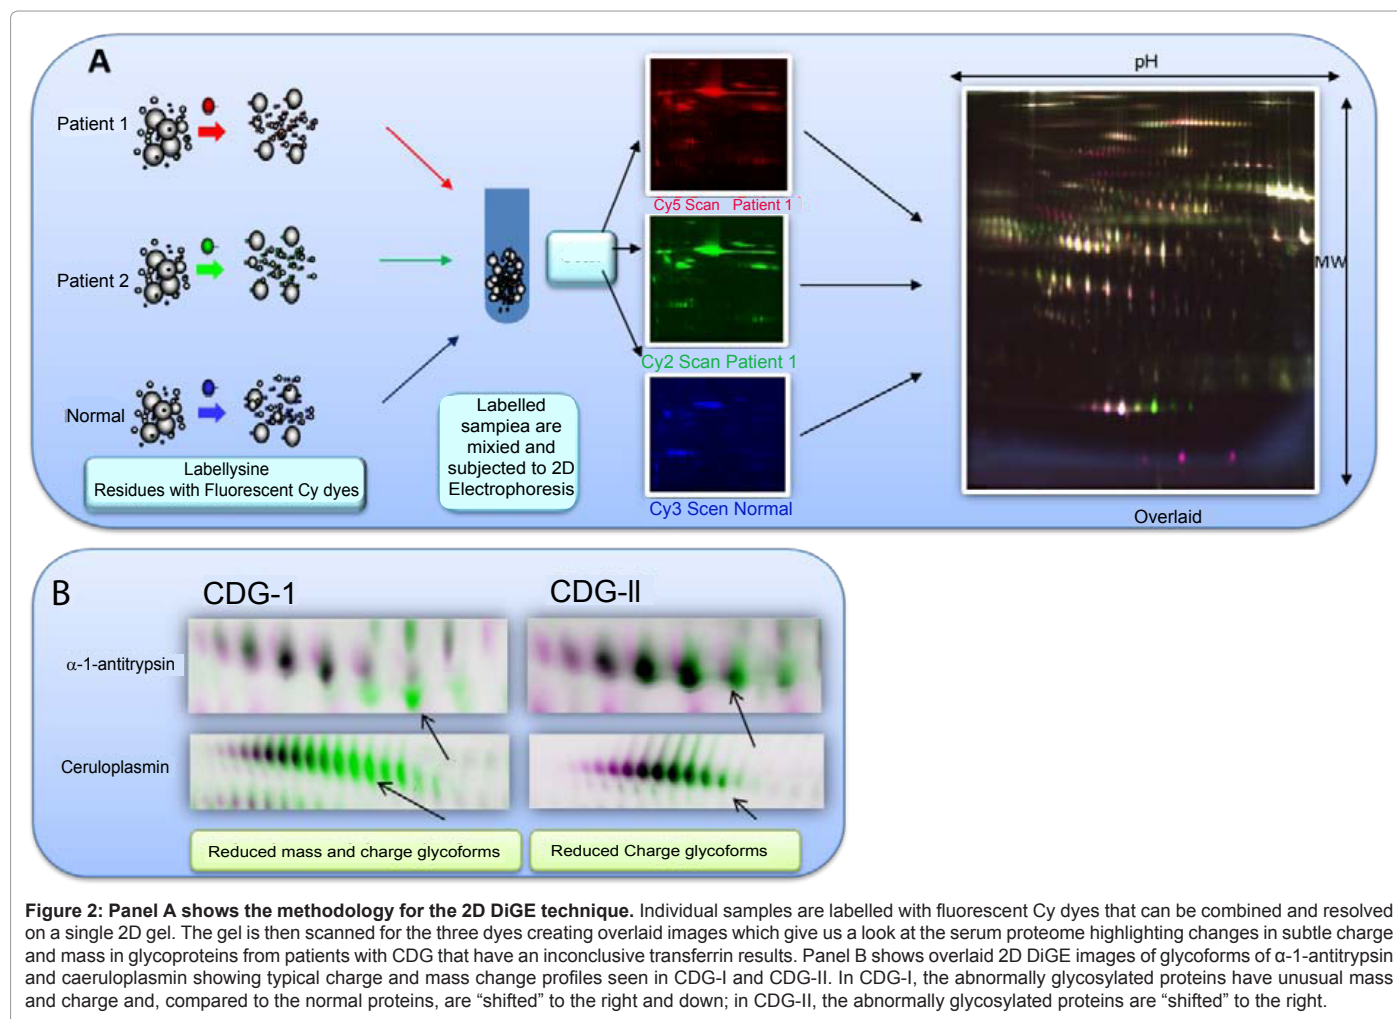 A
pH
Patient 1
Cy5 Scan Patient 1
Patient 2
MW
Cy2 Scan Patient 1
Normal
Labelled
sampiea are
mixied and
subjected to 2D
Electrophoresis
Labellysine
Residues with Fluorescent Cy dyes
Cy3 Scen Normal
Overlaid
B
CDG-1
CDG-II
α-1-antitrypsin
Ceruloplasmin
Reduced mass and charge glycoforms
Reduced Charge glycoforms
Figure 2: Panel A shows the methodology for the 2D DiGE technique. Individual samples are labelled with fluorescent Cy dyes that can be combined and resolved
on a single 2D gel. The gel is then scanned for the three dyes creating overlaid images which give us a look at the serum proteome highlighting changes in subtle charge
and mass in glycoproteins from patients with CDG that have an inconclusive transferrin results. Panel B shows overlaid 2D DiGE images of glycoforms of α-1-antitrypsin
and caeruloplasmin showing typical charge and mass change profiles seen in CDG-I and CDG-II. In CDG-I, the abnormally glycosylated proteins have unusual mass
and charge and, compared to the normal proteins, are “shifted” to the right and down; in CDG-II, the abnormally glycosylated proteins are “shifted” to the right.